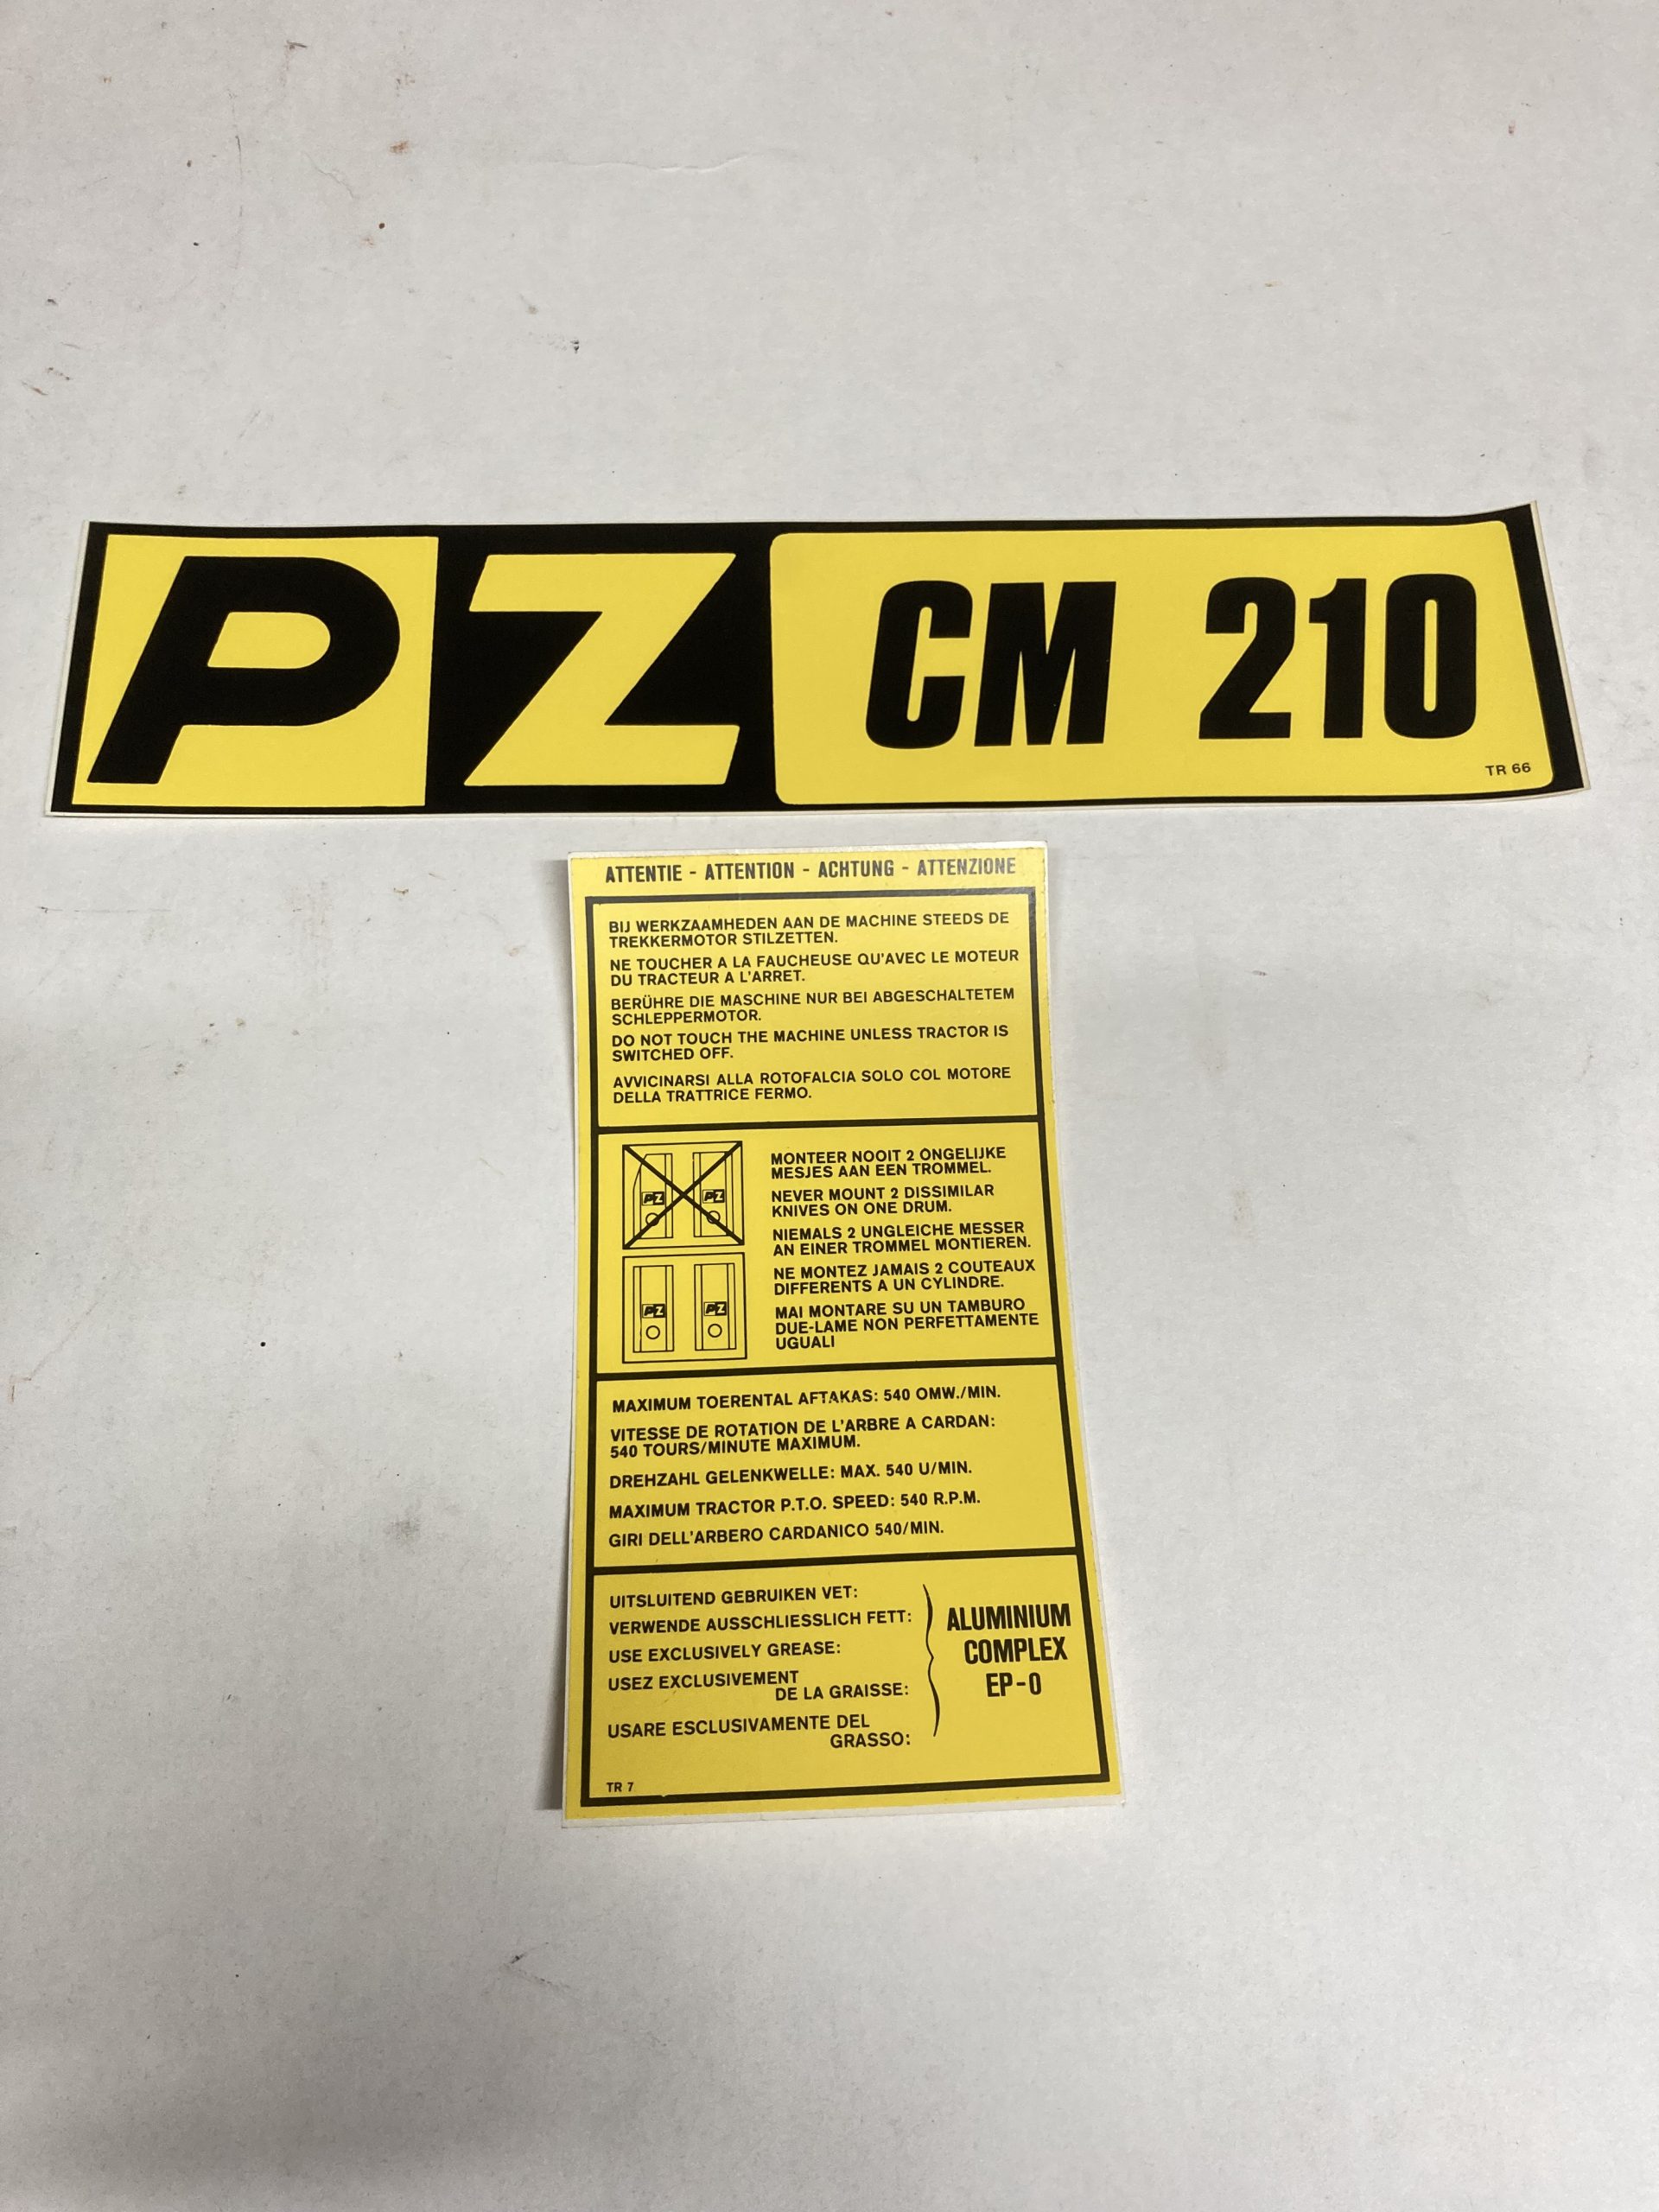 PZ CM 210
TR 66
ATTENTIE - ATTENTION - ACHTUNG - ATTENZIONE
BIJ WERKZAAMHEDEN AAN DE MACHINE STEEDS DE
TREKKERMOTOR STILZETTEN.
NE TOUCHER A LA FAUCHEUSE QU'AVEC LE MOTEUR
DU TRACTEUR A L'ARRET.
BERÜHRE DIE MASCHINE NUR BEI ABGESCHALTETEM
SCHLEPPERMOTOR.
DO NOT TOUCH THE MACHINE UNLESS TRACTOR IS
SWITCHED OFF.
AVVICINARSI ALLA ROTOFALCIA SOLO COL MOTORE
DELLA TRATTRICE FERMO.
PZ PZ
PZ PZ
MONTEER NOOIT 2 ONGELIJKE
MESJES AAN EEN TROMMEL.
NEVER MOUNT 2 DISSIMILAR
KNIVES ON ONE DRUM.
NIEMALS 2 UNGLEICHE MESSER
AN EINER TROMMEL MONTIEREN.
NE MONTEZ JAMAIS 2 COUTEAUX
DIFFERENTS A UN CYLINDRE.
MAI MONTARE SU UN TAMBURO
DUE-LAME NON PERFETTAMENTE
UGUALI
MAXIMUM TOERENTAL AFTAKAS: 540 OMW./MIN.
VITESSE DE ROTATION DE L'ARBRE A CARDAN:
540 TOURS/MINUTE MAXIMUM.
DREHZAHL GELENKWELLE: MAX. 540 U/MIN.
MAXIMUM TRACTOR P.T.O. SPEED: 540 R.P.M.
GIRI DELL'ARBERO CARDANICO 540/MIN.
UITSLUITEND GEBRUIKEN VET:
VERWENDE AUSSCHLIESSLICH FETT:
USE EXCLUSIVELY GREASE:
USEZ EXCLUSIVEMENT
DE LA GRAISSE:
USARE ESCLUSIVAMENTE DEL
GRASSO:
ALUMINIUM
COMPLEX
EP-0
TR 7